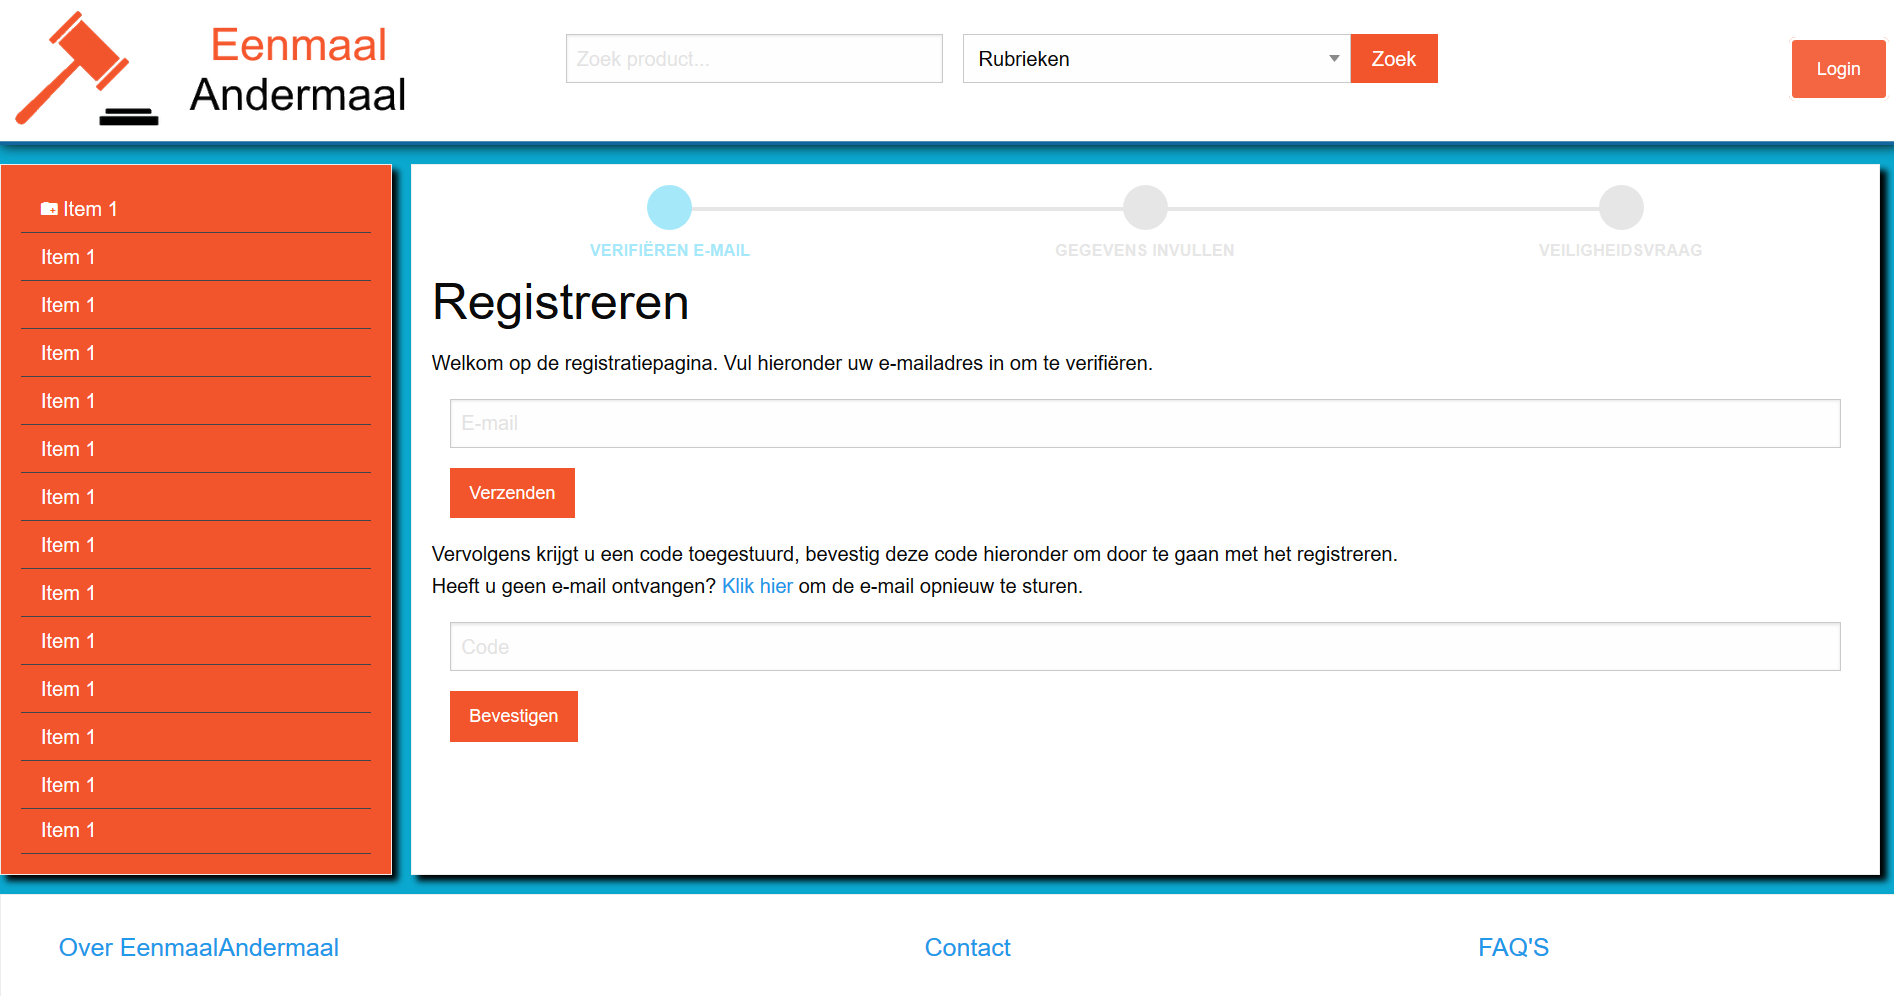 Eenmaal
Andermaal
Zoek product...
Rubrieken
Zoek
Login
Item 1
Item 1
Item 1
Item 1
Item 1
Item 1
Item 1
Item 1
Item 1
Item 1
Item 1
Item 1
Item 1
Item 1
VERIFIËREN E-MAIL
GEGEVENS INVULLEN
VEILIGHEIDSVRAAG
Registreren
Welkom op de registratiepagina. Vul hieronder uw e-mailadres in om te verifiëren.
E-mail
Verzenden
Vervolgens krijgt u een code toegestuurd, bevestig deze code hieronder om door te gaan met het registreren.
Heeft u geen e-mail ontvangen? Klik hier om de e-mail opnieuw te sturen.
Code
Bevestigen
Over EenmaalAndermaal
Contact
FAQ'S